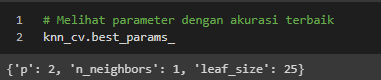 1 # Melihat parameter dengan akurasi terbaik
2 knn_cv.best_params_
{'p': 2, 'n_neighbors': 1, 'leaf_size': 25}